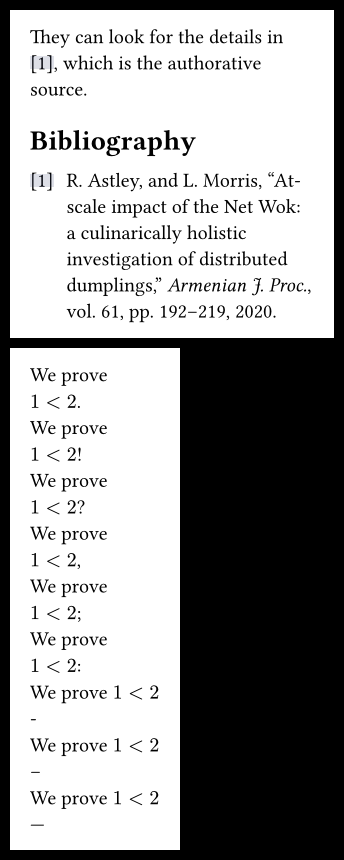 They can look for the details in
[1], which is the authorative
source.
Bibliography
[1] R. Astley, and L. Morris, “At-
scale impact of the Net Wok:
a culinarically holistic
investigation of distributed
dumplings,” Armenian J. Proc.,
vol. 61, pp. 192–219, 2020.
We prove
1 < 2.
We prove
1 < 2!
We prove
1 < 2?
We prove
1 < 2,
We prove
1 < 2;
We prove
1 < 2:
We prove 1 < 2
-
We prove 1 < 2
–
We prove 1 < 2
—